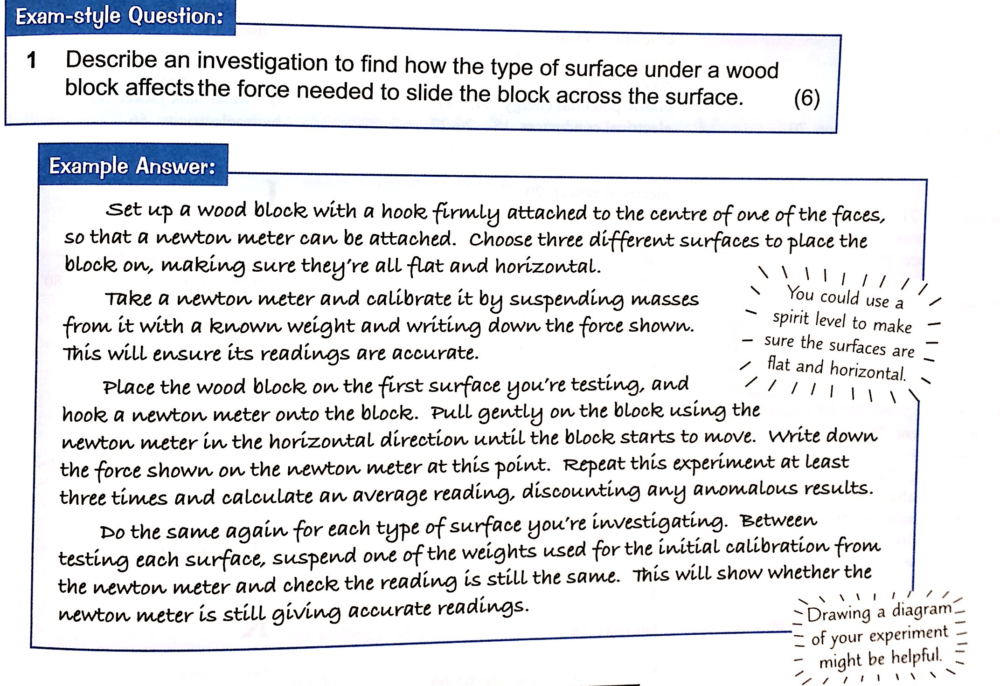 Exam-style Question:
1 Describe an investigation to find how the type of surface under a wood
block affects the force needed to slide the block across the surface. (6)
Example Answer:
Set up a wood block with a hook firmly attached to the centre of one of the faces,
so that a newton meter can be attached. Choose three different surfaces to place the
block on, making sure they're all flat and horizontal.
Take a newton meter and calibrate it by suspending masses
from it with a known weight and writing down the force shown.
This will ensure its readings are accurate.
You could use a
spirit level to make
sure the surfaces are
flat and horizontal.
Place the wood block on the first surface you're testing, and
hook a newton meter onto the block. Pull gently on the block using the
newton meter in the horizontal direction until the block starts to move. Write down
the force shown on the newton meter at this point. Repeat this experiment at least
three times and calculate an average reading, discounting any anomalous results.
Do the same again for each type of surface you're investigating. Between
testing each surface, suspend one of the weights used for the initial calibration from
the newton meter and check the reading is still the same. This will show whether the
newton meter is still giving accurate readings.
Drawing a diagram
of your experiment
might be helpful.